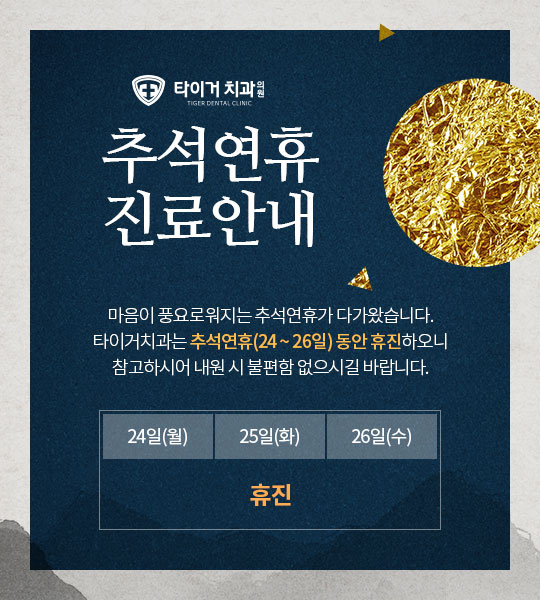 타이거 치과의원
TIGER DENTAL CLINIC
추석연휴
진료안내
마음이 풍요로워지는 추석연휴가 다가왔습니다.
타이거치과는 추석연휴(24 ~ 26일) 동안 휴진하오니
참고하시어 내원 시 불편함 없으시길 바랍니다.
24일(월) 25일(화) 26일(수)
휴진